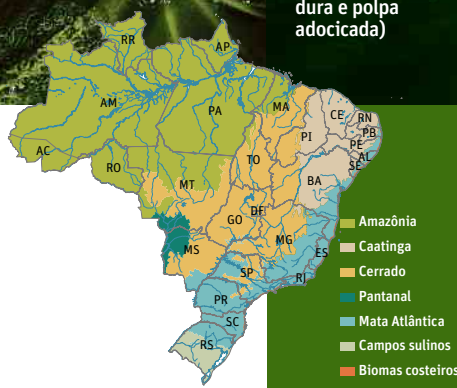 dura e polpa
adocicada)
RR
AP
AM
PA
MA
CE
RN
PB
PE
AL
SE
PI
AC
RO
TO
BA
MT
DF
GO
MG
ES
MS
SP
RJ
PR
SC
RS
Amazônia
Caatinga
Cerrado
Pantanal
Mata Atlântica
Campos sulinos
Biomas costeiros